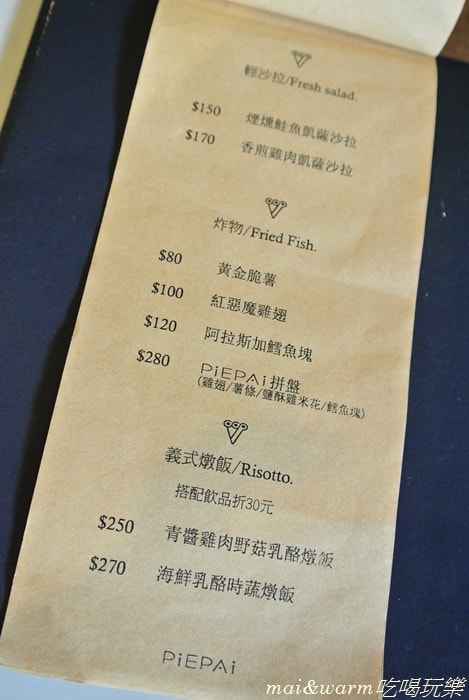 輕沙拉/Fresh salad.
$150 煙燻鮭魚凱薩沙拉
$170 香煎雞肉凱薩沙拉
炸物/Fried Fish.
$80 黃金脆薯
$100 紅惡魔雞翅
$120 阿拉斯加鱈魚塊
$280 PiEPAi拼盤
(雞翅/薯條/鹽酥雞米花/鱈魚塊)
義式燉飯/Risotto.
搭配飲品折30元
$250 青醬雞肉野菇乳酪燉飯
$270 海鮮乳酪時蔬燉飯
PiEPAi
mai&warm吃喝玩樂